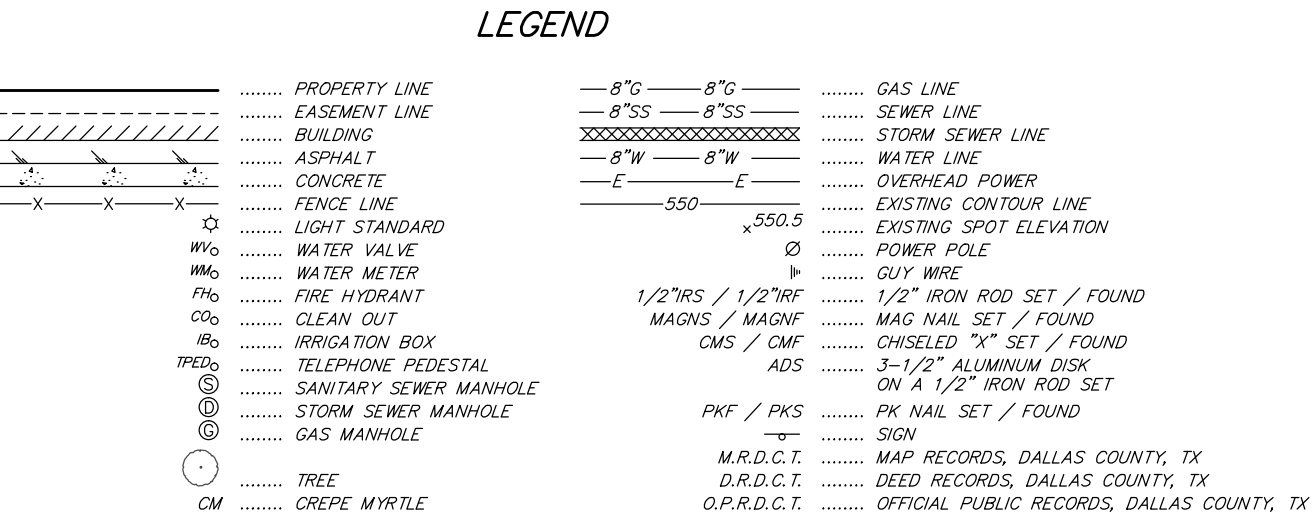 LEGEND
........ PROPERTY LINE
........ EASEMENT LINE
........ BUILDING
........ ASPHALT
........ CONCRETE
X X X ........ FENCE LINE
........ LIGHT STANDARD
WV ........ WATER VALVE
WM ........ WATER METER
FH ........ FIRE HYDRANT
CO ........ CLEAN OUT
IB ........ IRRIGATION BOX
TPED ........ TELEPHONE PEDESTAL
S ........ SANITARY SEWER MANHOLE
D ........ STORM SEWER MANHOLE
G ........ GAS MANHOLE
........ TREE
CM ........ CREPE MYRTLE
8"G 8"G ........ GAS LINE
8"SS 8"SS ........ SEWER LINE
........ STORM SEWER LINE
8"W 8"W ........ WATER LINE
E E ........ OVERHEAD POWER
550 ........ EXISTING CONTOUR LINE
x550.5 ........ EXISTING SPOT ELEVATION
........ POWER POLE
........ GUY WIRE
1/2"IRS / 1/2"IRF ........ 1/2" IRON ROD SET / FOUND
MAGNS / MAGNF ........ MAG NAIL SET / FOUND
CMS / CMF ........ CHISELED "X" SET / FOUND
ADS ........ 3-1/2" ALUMINUM DISK
ON A 1/2" IRON ROD SET
PKF / PKS ........ PK NAIL SET / FOUND
........ SIGN
M.R.D.C.T. ........ MAP RECORDS, DALLAS COUNTY, TX
D.R.D.C.T. ........ DEED RECORDS, DALLAS COUNTY, TX
O.P.R.D.C.T. ........ OFFICIAL PUBLIC RECORDS, DALLAS COUNTY, TX